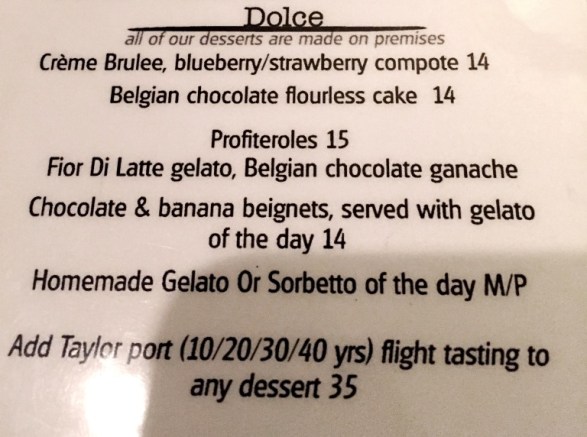 Dolce
all of our desserts are made on premises
Crème Brulee, blueberry/strawberry compote 14
Belgian chocolate flourless cake 14
Profiteroles 15
Fior Di Latte gelato, Belgian chocolate ganache
Chocolate & banana beignets, served with gelato
of the day 14
Homemade Gelato Or Sorbetto of the day M/P
Add Taylor port (10/20/30/40 yrs) flight tasting to
any dessert 35